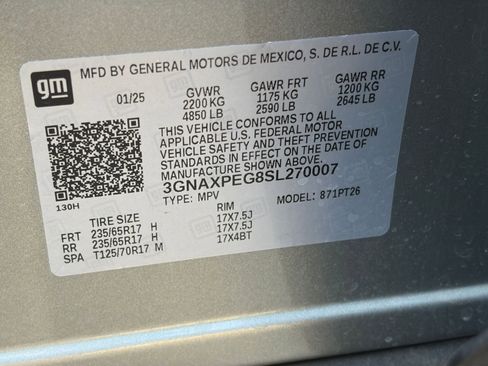 gm
MFD BY GENERAL MOTORS DE MEXICO, S. DE R.L. DE C.V.
01/25 GVWR GAWR FRT GAWR RR
2200 KG 1175 KG 1200 KG
4850 LB 2590 LB 2645 LB
THIS VEHICLE CONFORMS TO ALL
APPLICABLE U.S. FEDERAL MOTOR
VEHICLE SAFETY AND THEFT PREVENTION
STANDARDS IN EFFECT ON THE DATE OF
MANUFACTURE SHOWN ABOVE.
3GNAXPEG8SL270007
130H TYPE: MPV MODEL: 871PT26
TIRE SIZE RIM
FRT 235/65R17 H 17X7.5J
RR 235/65R17 H 17X7.5J
SPA T125/70R17 M 17X4BT